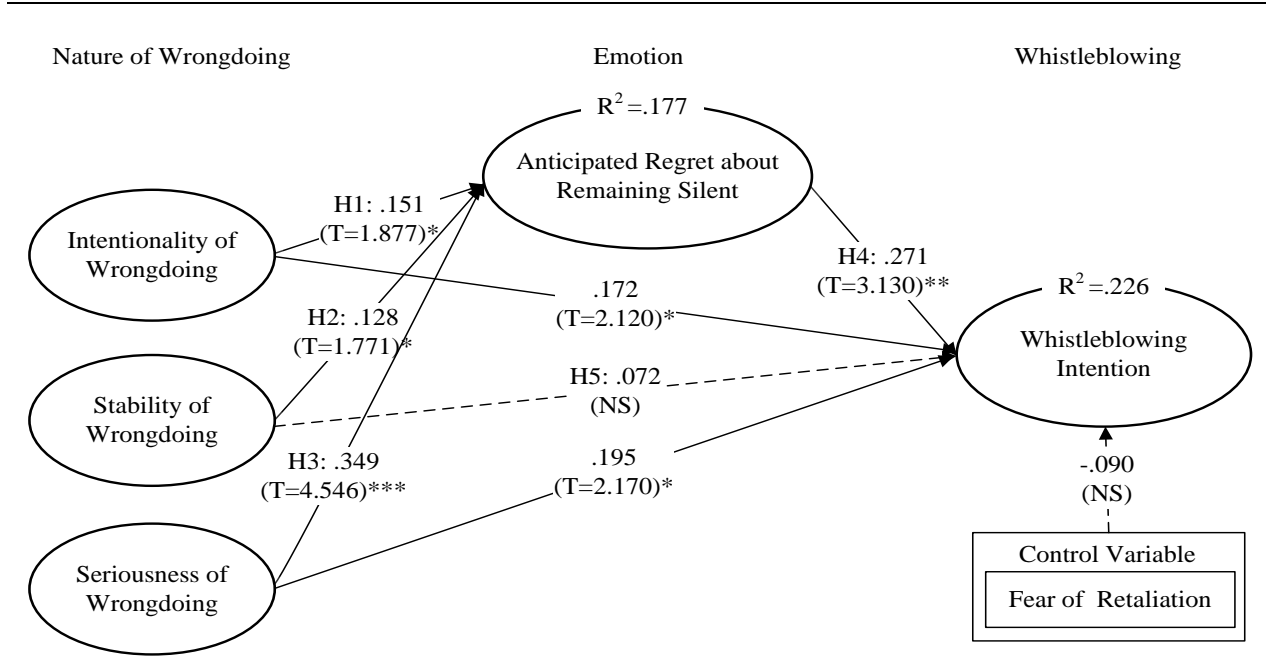 Nature of Wrongdoing
Emotion
Whistleblowing
R² =.177
Anticipated Regret about
Remaining Silent
Intentionality of
Wrongdoing
H1: .151
(T=1.877)*
H4: .271
(T=3.130)**
.172
(T=2.120)*
R² =.226
Whistleblowing
Intention
H2: .128
(T=1.771)*
H5: .072
(NS)
Stability of
Wrongdoing
H3: .349
(T=4.546)***
.195
(T=2.170)*
-.090
(NS)
Seriousness of
Wrongdoing
Control Variable
Fear of Retaliation